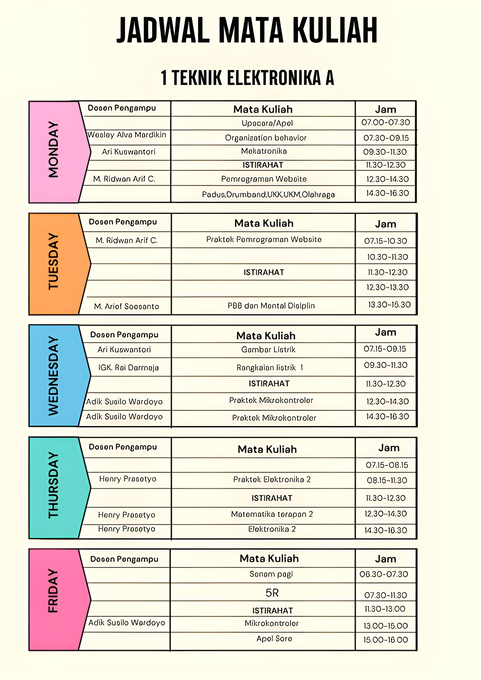 JADWAL MATA KULIAH
1 TEKNIK ELEKTRONIKA A
MONDAY
Dosen Pengampu Mata Kuliah Jam
Upacara/Apel 07.00-07.30
Wesley Alva Mardikin Organization behavior 07.30-09.15
Ari Kuswantori Mekatronika 09.30-11.30
ISTIRAHAT 11.30-12.30
M. Ridwan Arif C. Pemrograman Website 12.30-14.30
Padus,Drumband,UKK,UKM,Olahraga 14.30-16.30
TUESDAY
Dosen Pengampu Mata Kuliah Jam
M. Ridwan Arif C. Praktek Pemrograman Website 07.15-10.30
10.30-11.30
ISTIRAHAT 11.30-12.30
12.30-13.30
M. Arief Soesanto PBB dan Mental Disiplin 13.30-15.30
WEDNESDAY
Dosen Pengampu Mata Kuliah Jam
Ari Kuswantori Gambar Listrik 07.15-09.15
IGK. Rai Darmaja Rangkaian listrik 1 09.30-11.30
ISTIRAHAT 11.30-12.30
Adik Susilo Wardoyo Praktek Mikrokontroler 12.30-14.30
Adik Susilo Wardoyo Praktek Mikrokontroler 14.30-16.30
THURSDAY
Dosen Pengampu Mata Kuliah Jam
07.15-08.15
Henry Prasetyo Praktek Elektronika 2 08.15-11.30
ISTIRAHAT 11.30-12.30
Henry Prasetyo Matematika terapan 2 12.30-14.30
Henry Prasetyo Elektronika 2 14.30-16.30
FRIDAY
Dosen Pengampu Mata Kuliah Jam
Senam pagi 06.30-07.30
5R 07.30-11.30
ISTIRAHAT 11.30-13.00
Adik Susilo Wardoyo Mikrokontroler 13.00-15.00
Apel Sore 15.00-16.00